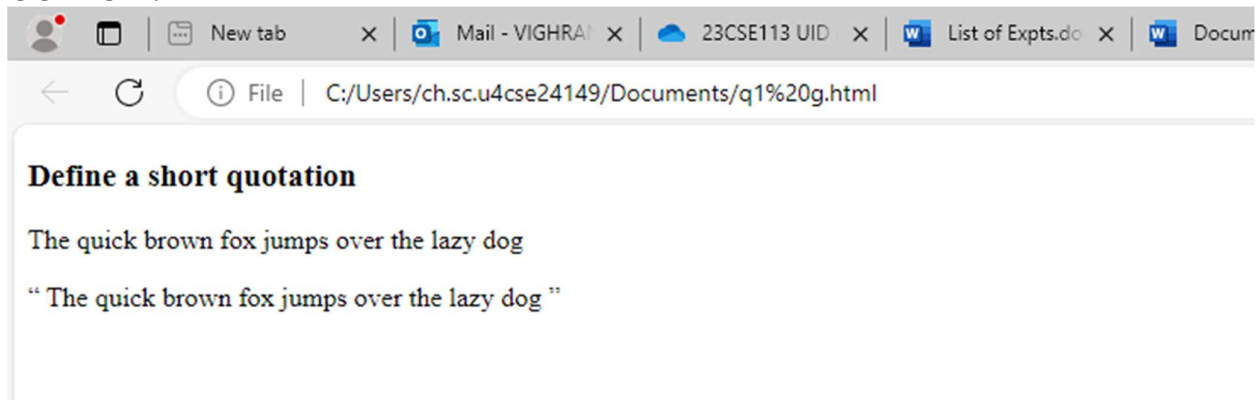 New tab
Mail - VIGHRA
23CSE113 UID
List of Expts.do
Docum
File
C:/Users/ch.sc.u4cse24149/Documents/q1%20g.html
Define a short quotation
The quick brown fox jumps over the lazy dog
“ The quick brown fox jumps over the lazy dog ”